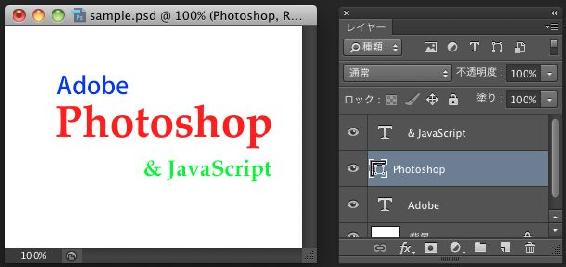 sample.psd @ 100% (Photoshop, R...
Adobe
Photoshop
& JavaScript
100%
レイヤー
種類
通常
不透明度: 100%
ロック:
塗り: 100%
& JavaScript
Photoshop
Adobe
背景
fx